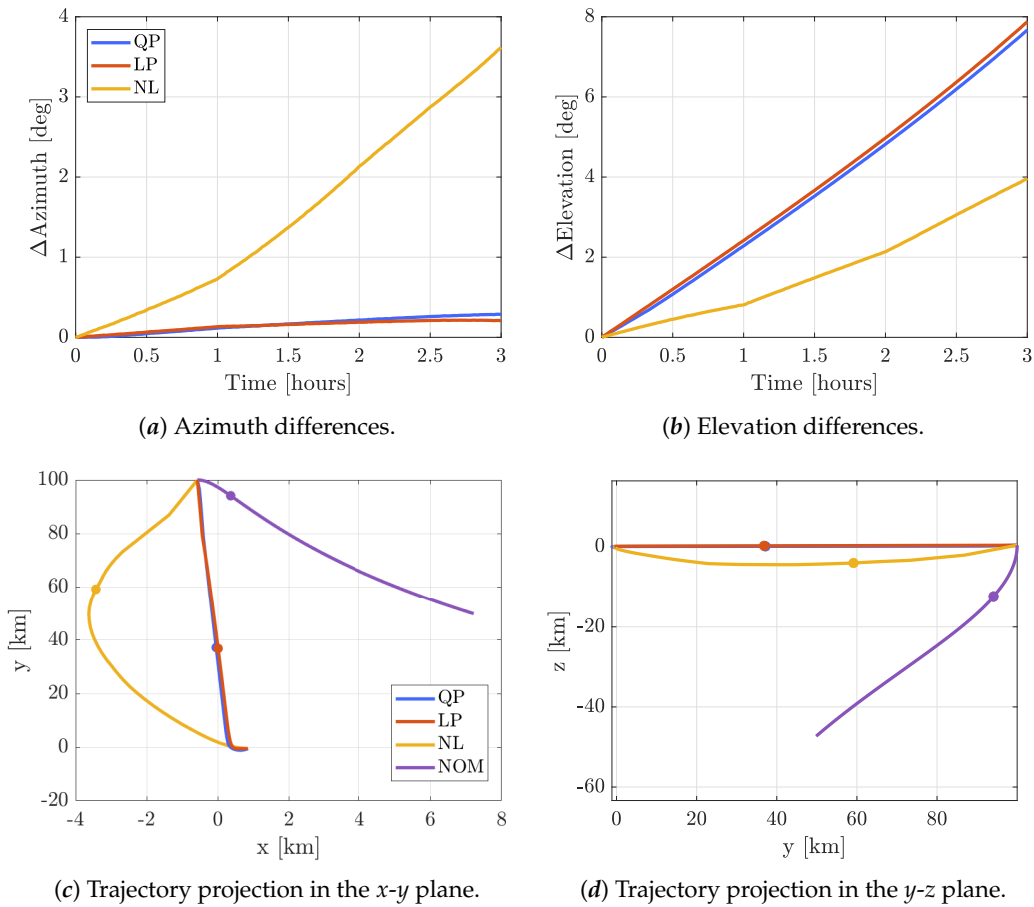 4
3
2
1
0
ΔAzimuth [deg]
QP
LP
NL
0
0.5
1
1.5
2
2.5
3
Time [hours]
(a) Azimuth differences.
8
6
4
2
0
ΔElevation [deg]
0
0.5
1
1.5
2
2.5
3
Time [hours]
(b) Elevation differences.
100
80
60
40
20
0
-20
y [km]
QP
LP
NL
NOM
-4
-2
0
2
4
6
8
x [km]
(c) Trajectory projection in the x-y plane.
0
-20
-40
-60
z [km]
0
20
40
60
80
y [km]
(d) Trajectory projection in the y-z plane.